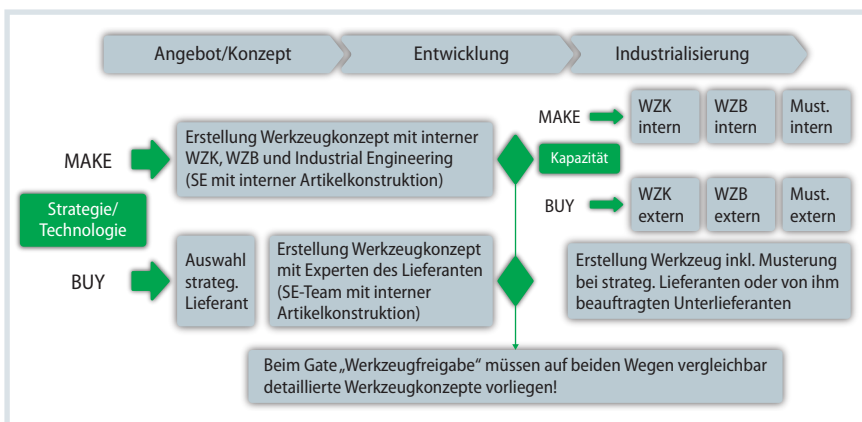 Angebot/Konzept
Entwicklung
Industrialisierung
MAKE
Erstellung Werkzeugkonzept mit interner
WZK, WZB und Industrial Engineering
(SE mit interner Artikelkonstruktion)
MAKE
WZK
intern
WZB
intern
Must.
intern
Kapazität
Strategie/
Technologie
BUY
WZK
extern
WZB
extern
Must.
extern
BUY
Auswahl
strateg.
Lieferant
Erstellung Werkzeugkonzept
mit Experten des Lieferanten
(SE-Team mit interner
Artikelkonstruktion)
Erstellung Werkzeug inkl. Musterung
bei strateg. Lieferanten oder von ihm
beauftragten Unterlieferanten
Beim Gate „Werkzeugfreigabe“ müssen auf beiden Wegen vergleichbar
detaillierte Werkzeugkonzepte vorliegen!